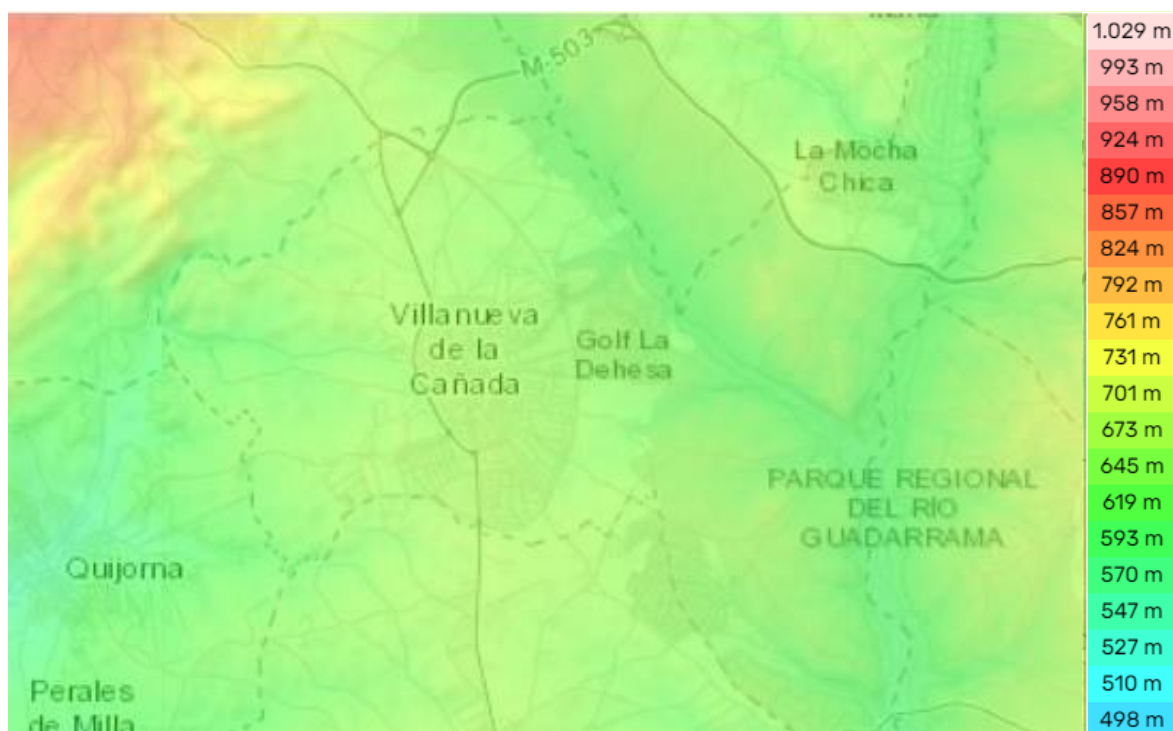 M-503
La Mocha
Chica
Villanueva
de la
Cañada
Golf La
Dehesa
PARQUE REGIONAL
DEL RÍO
GUADARRAMA
Quijorna
Perales
de Milla
1.029 m
993 m
958 m
924 m
890 m
857 m
824 m
792 m
761 m
731 m
701 m
673 m
645 m
619 m
593 m
570 m
547 m
527 m
510 m
498 m